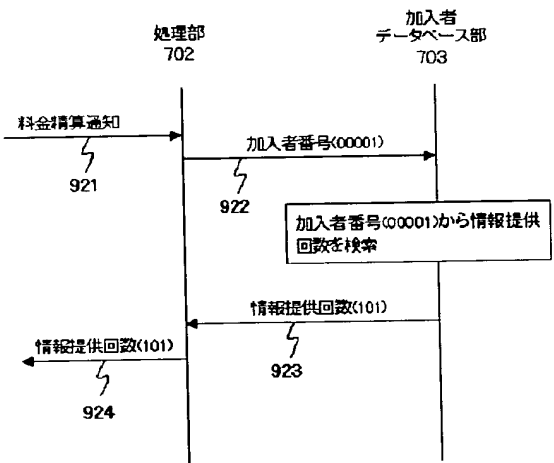 処理部
702
加入者
データベース部
703
料金精算通知
921
加入者番号(00001)
922
加入者番号(00001)から情報提供
回数を検索
情報提供回数(101)
923
情報提供回数(101)
924